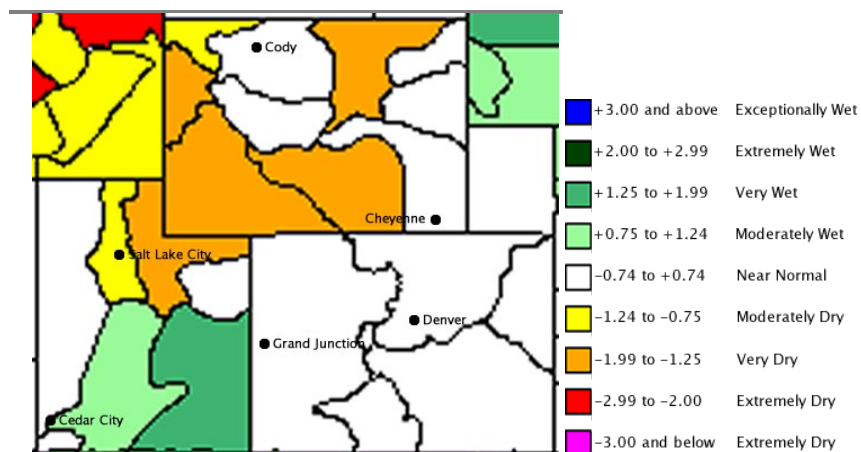 Cody
Cheyenne
Salt Lake City
Denver
Grand Junction
Cedar City
+3.00 and above Exceptionally Wet
+2.00 to +2.99 Extremely Wet
+1.25 to +1.99 Very Wet
+0.75 to +1.24 Moderately Wet
-0.74 to +0.74 Near Normal
-1.24 to -0.75 Moderately Dry
-1.99 to -1.25 Very Dry
-2.99 to -2.00 Extremely Dry
-3.00 and below Extremely Dry